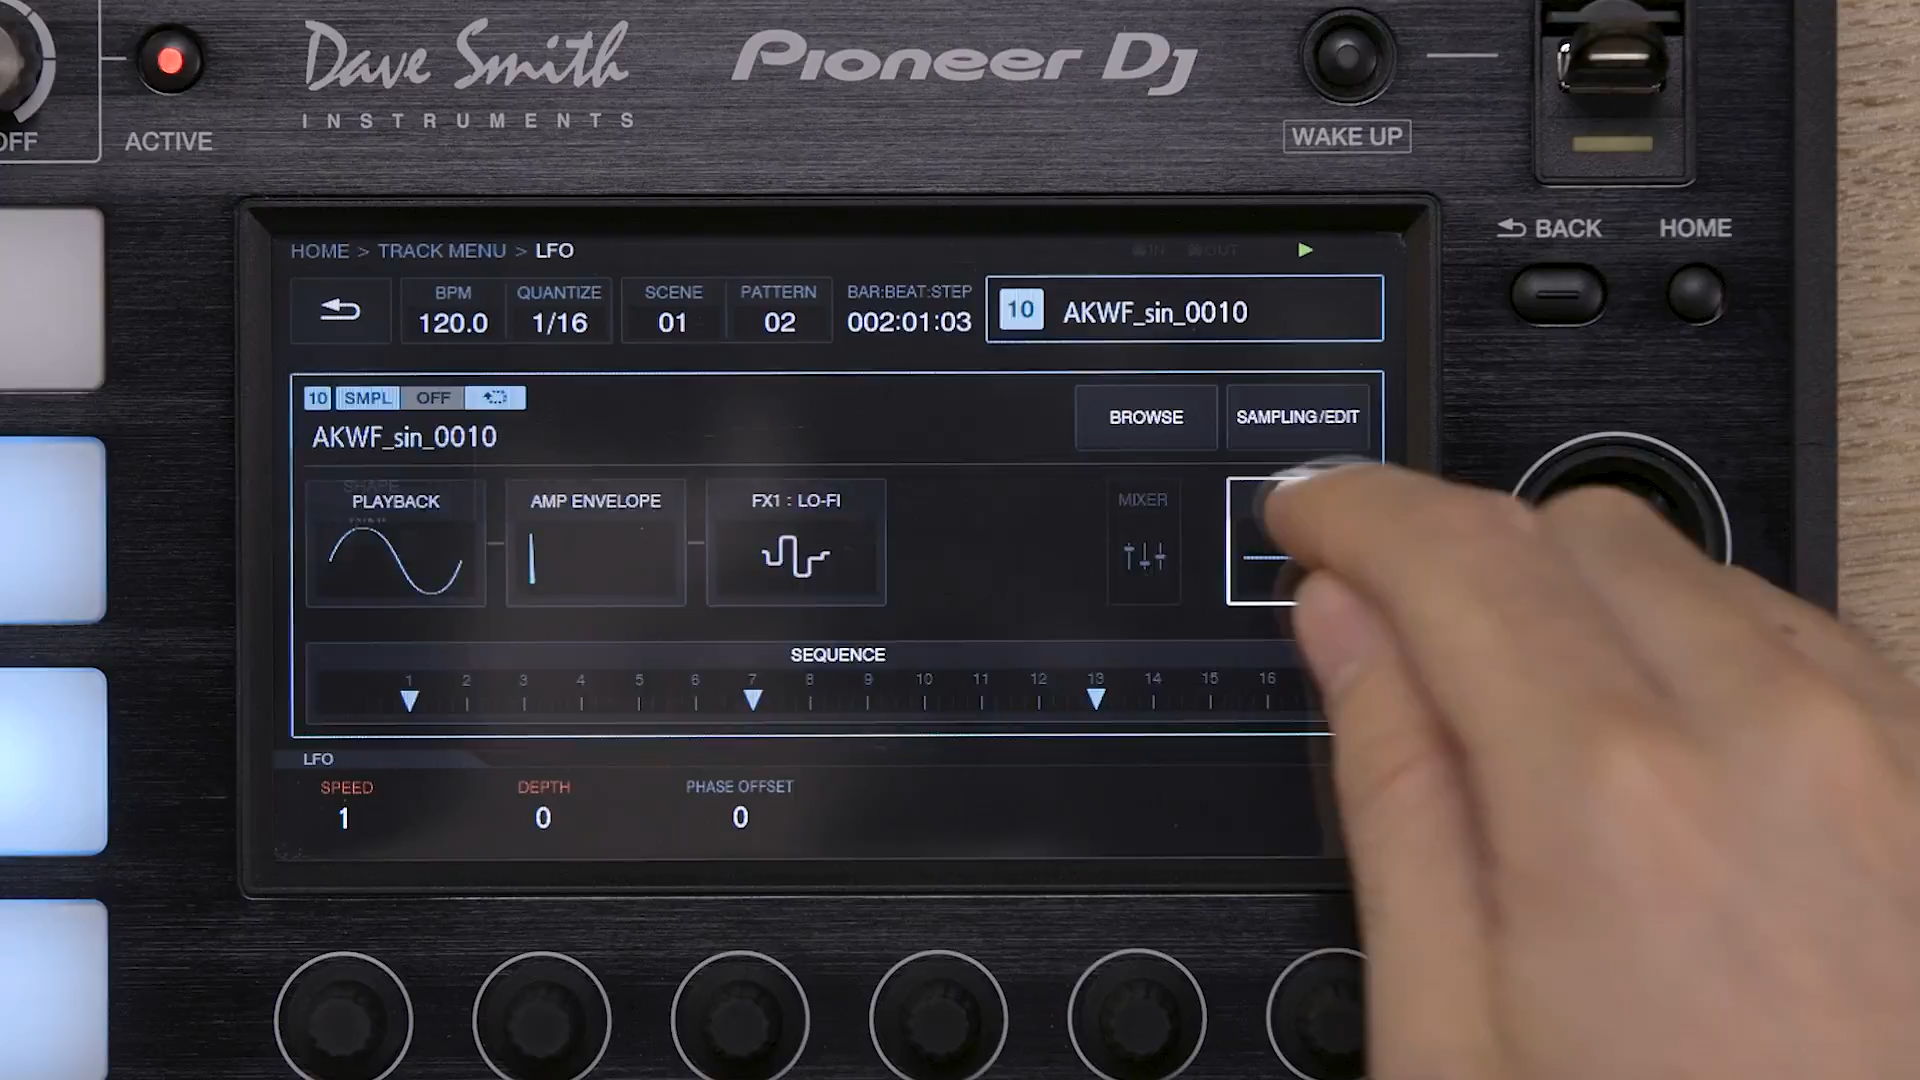 Dave Smith
INSTRUMENTS
Pioneer Dj
OFF
ACTIVE
WAKE UP
BACK
HOME
HOME > TRACK MENU > LFO
IN OUT
BPM
120.0
QUANTIZE
1/16
SCENE
01
PATTERN
02
BAR:BEAT:STEP
002:01:03
10 AKWF_sin_0010
10 SMPL OFF
AKWF_sin_0010
BROWSE
SAMPLING/EDIT
SHAPE
PLAYBACK
AMP ENVELOPE
FX1 : LO-FI
MIXER
SEQUENCE
1 2 3 4 5 6 7 8 9 10 11 12 13 14 15 16
LFO
SPEED
1
DEPTH
0
PHASE OFFSET
0